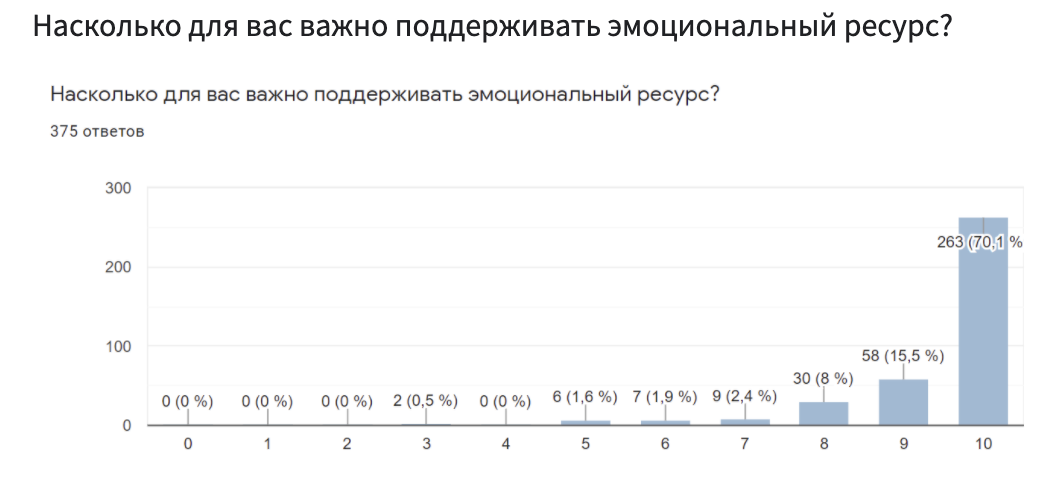 Насколько для вас важно поддерживать эмоциональный ресурс?
Насколько для вас важно поддерживать эмоциональный ресурс?
375 ответов
300
263 (70,1 %
200
100
58 (15,5 %)
30 (8 %)
0 (0 %) 0 (0 %) 0 (0 %) 2 (0,5 %) 0 (0 %) 6 (1,6 %) 7 (1,9 %) 9 (2,4 %)
0
0 1 2 3 4 5 6 7 8 9 10